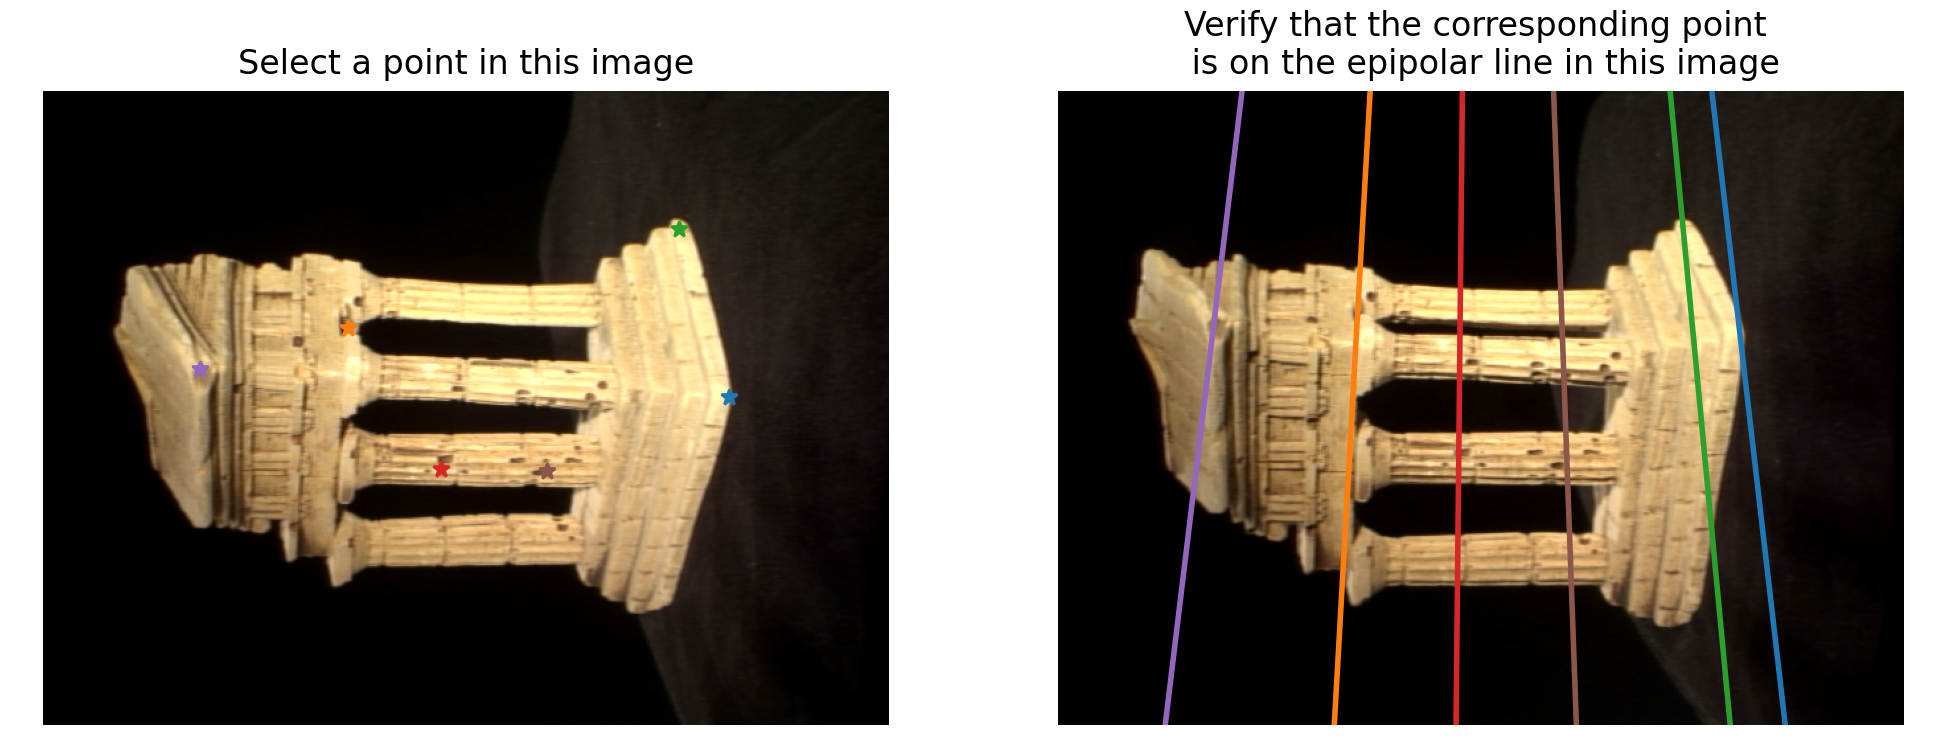 Select a point in this image
Verify that the corresponding point
is on the epipolar line in this image